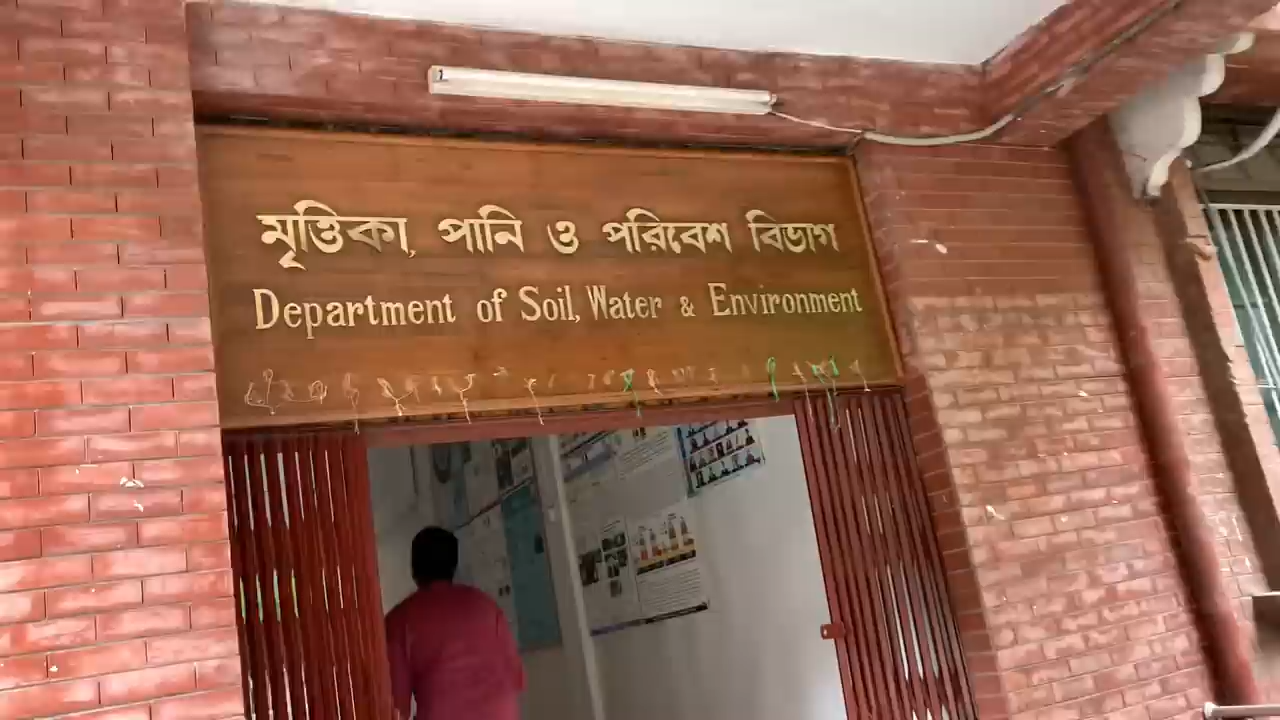 মৃত্তিকা, পানি ও পরিবেশ বিভাগ
Department of Soil, Water & Environment